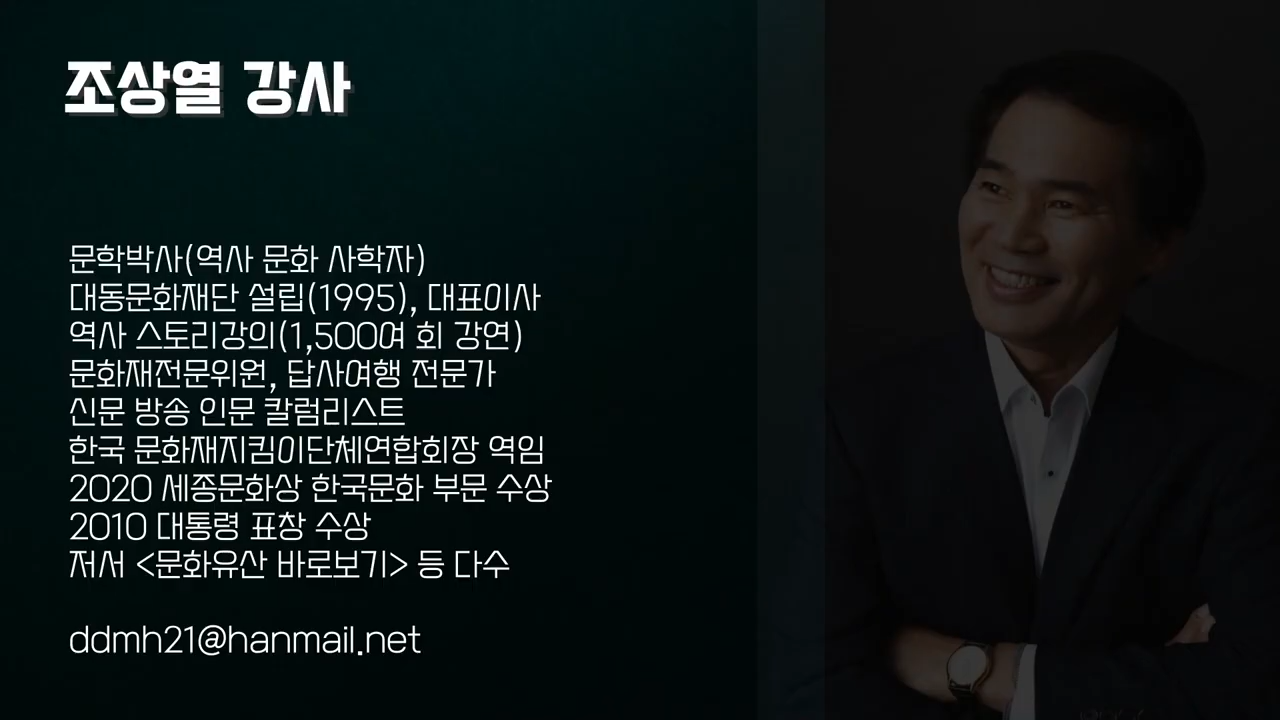 조상열 강사
문학박사(역사 문화 사학자)
대동문화재단 설립(1995), 대표이사
역사 스토리강의(1,500여 회 강연)
문화재전문위원, 답사여행 전문가
신문 방송 인문 칼럼리스트
한국 문화재지킴이단체연합회장 역임
2020 세종문화상 한국문화 부문 수상
2010 대통령 표창 수상
저서 <문화유산 바로보기> 등 다수
ddmh21@hanmail.net